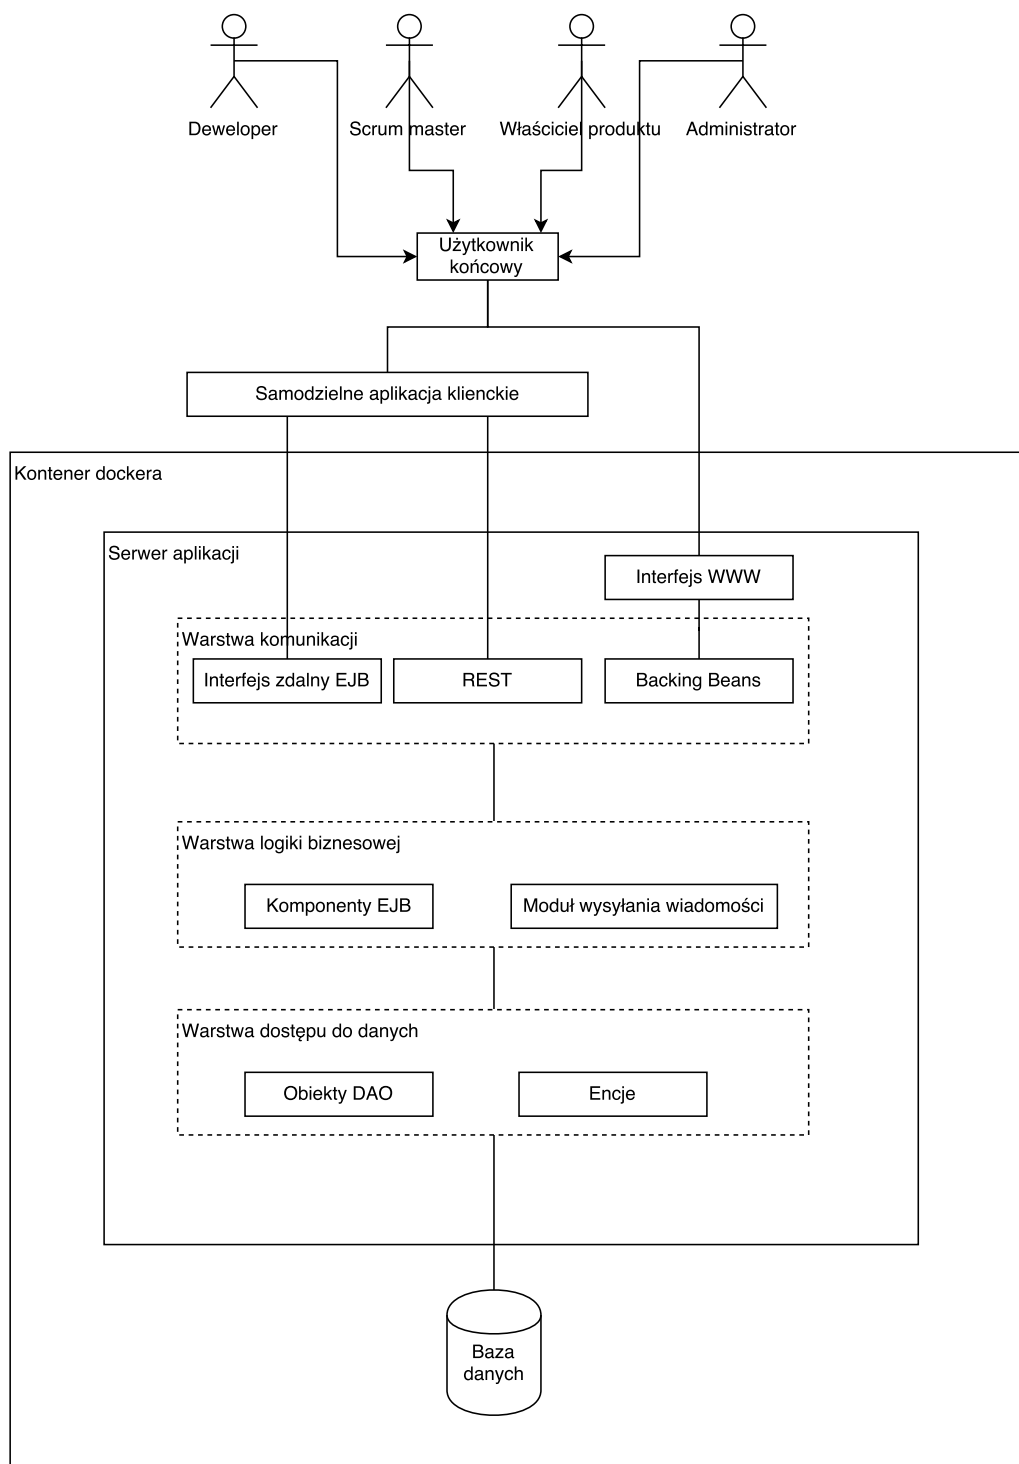 Deweloper
Scrum master
Właściciel produktu
Administrator
Użytkownik
końcowy
Samodzielne aplikacja klienckie
Kontener dockera
Serwer aplikacji
Interfejs WWW
Warstwa komunikacji
Interfejs zdalny EJB
REST
Backing Beans
Warstwa logiki biznesowej
Komponenty EJB
Moduł wysyłania wiadomości
Warstwa dostępu do danych
Obiekty DAO
Encje
Baza
danych